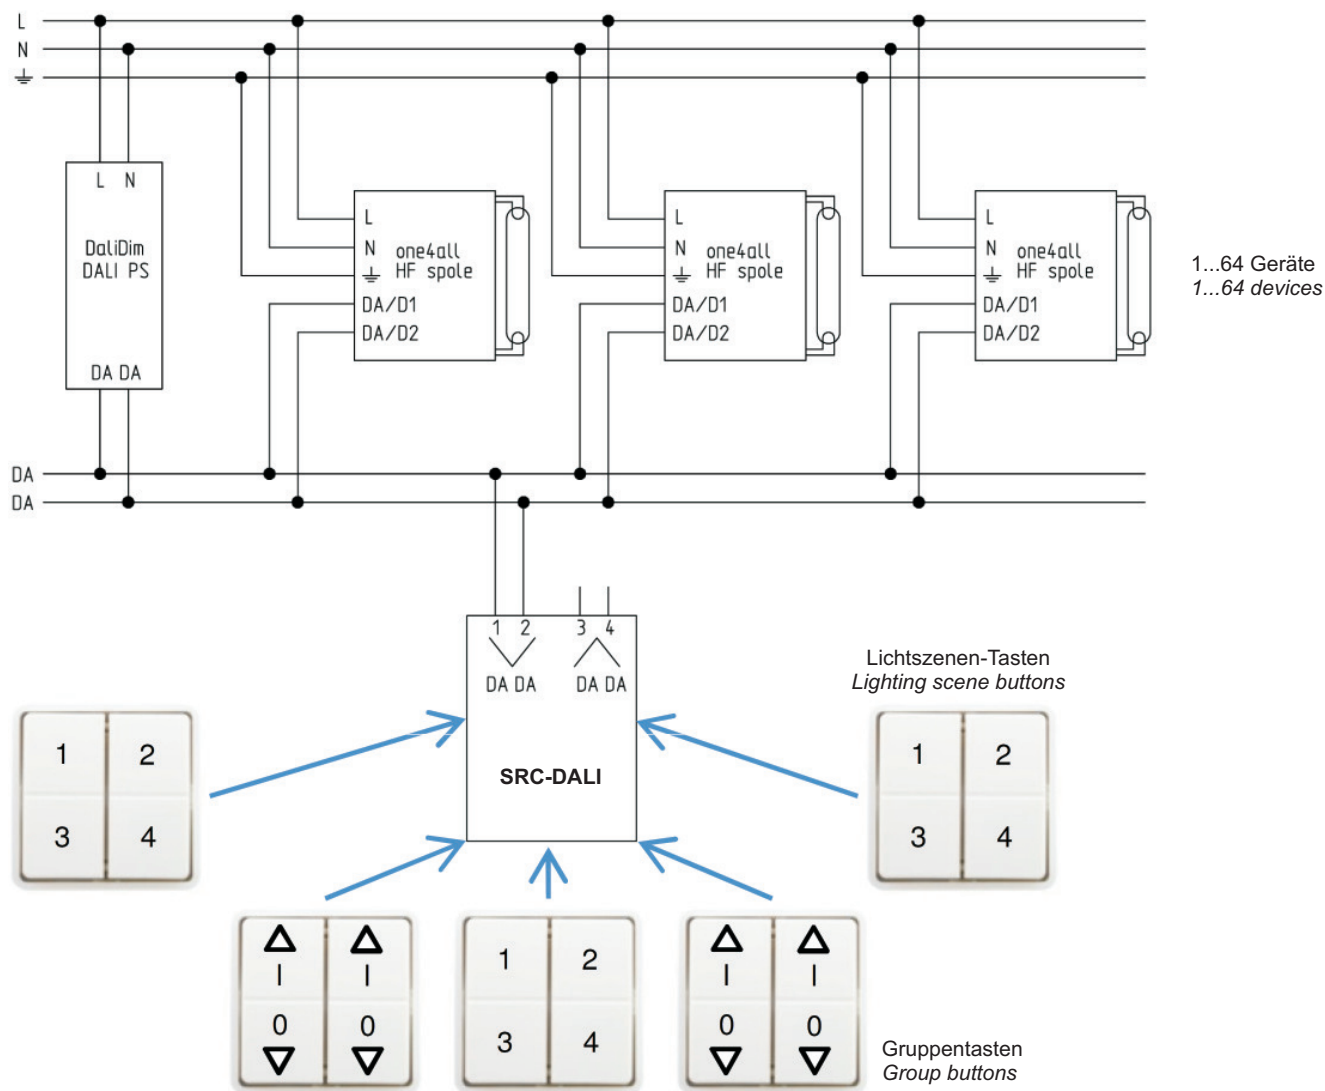 L
N
L N
DaliDim
DALI PS
DA DA
L
N
one4all
HF spole
DA/D1
DA/D2
L
N
one4all
HF spole
DA/D1
DA/D2
L
N
one4all
HF spole
DA/D1
DA/D2
1...64 Geräte
1...64 devices
DA
DA
1 2 3 4
DA DA DA DA
SRC-DALI
Lichtszenen-Tasten
Lighting scene buttons
1 2
3 4
1 2
3 4
I I
0 0
1 2
3 4
I I
0 0
Gruppentasten
Group buttons